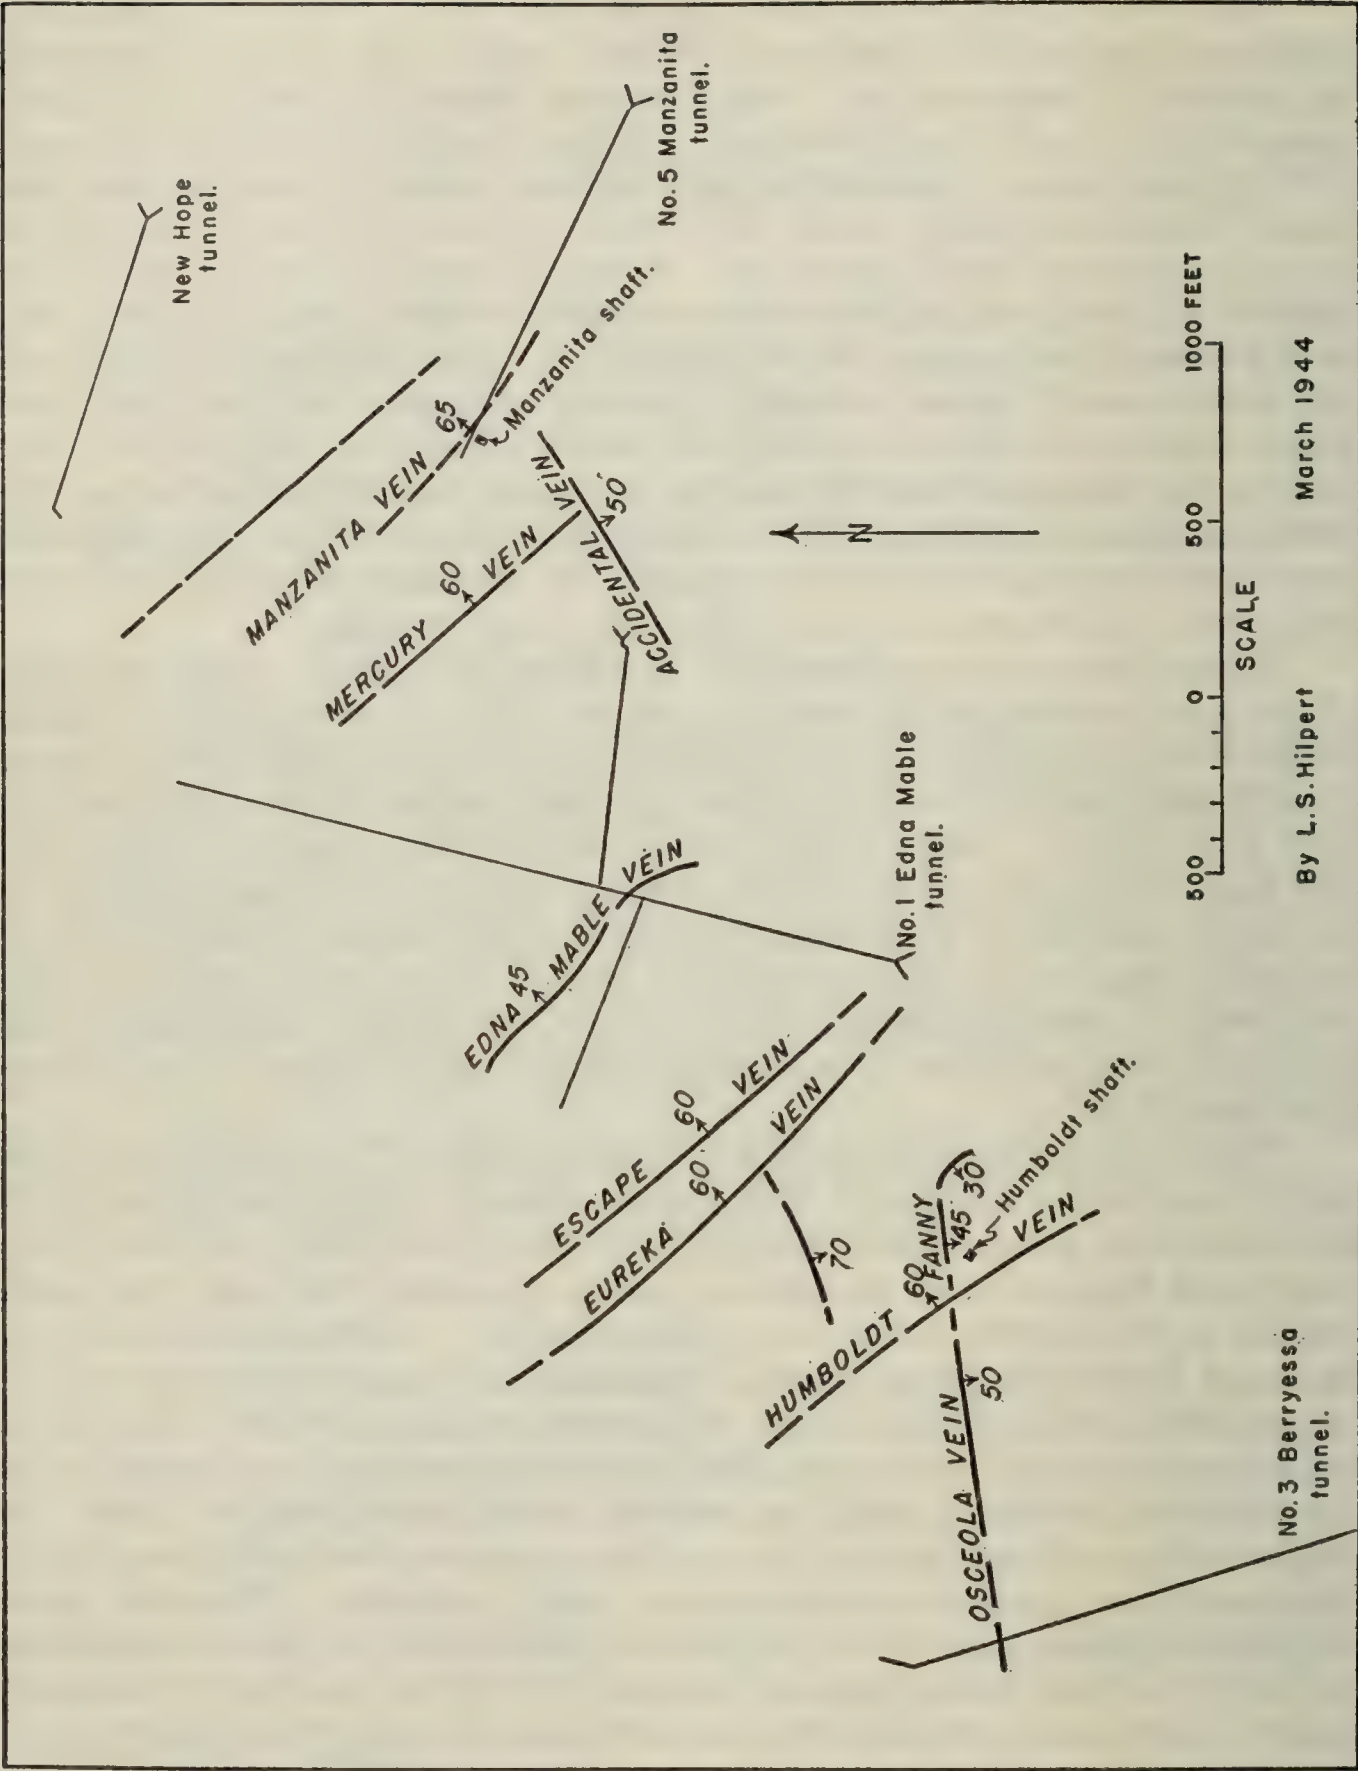 New Hope
tunnel.
No. 5 Manzanita
tunnel.
MANZANITA VEIN
65
Manzanita shaft.
MERCURY VEIN
60
ACCIDENTAL VEIN
50
EDNA MABLE VEIN
45
No. 1 Edna Mable
tunnel.
ESCAPE VEIN
60
EUREKA VEIN
60
70
FANNY
45
30
Humboldt shaft.
HUMBOLDT VEIN
60
OSCEOLA VEIN
50
No. 3 Berryessa
tunnel.
N
500 0 500 1000 FEET
SCALE
By L. S. Hilpert March 1944